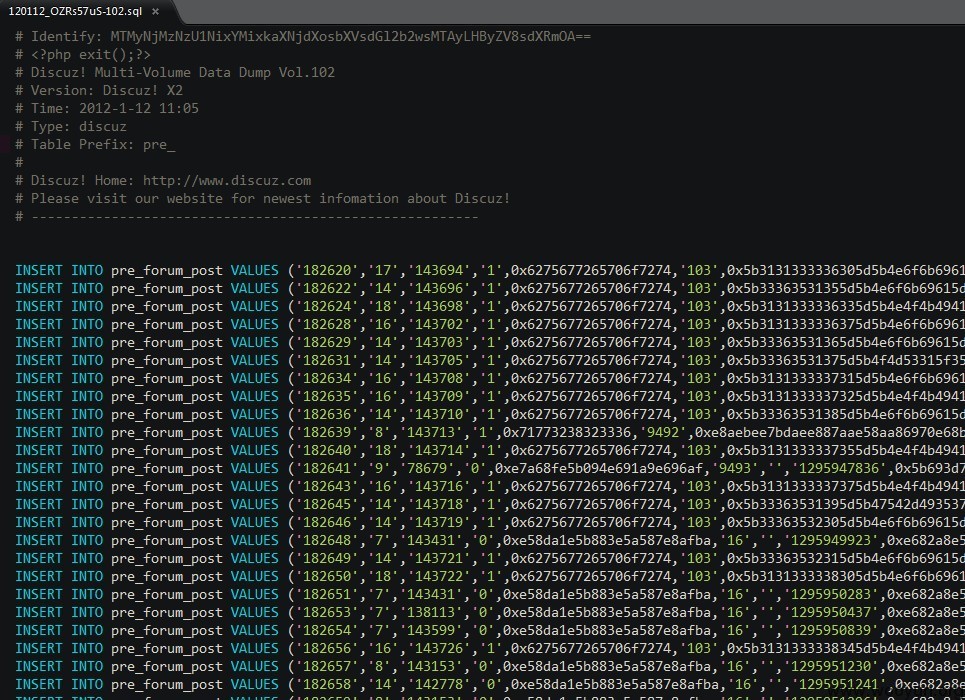 120112_OZRs57uS-102.sql ×
# Identify: MTMyNjMzNzU1NixYMixkaXNjdXosbXVsdGl2b2wsMTAyLHByZV8sdXRmOA==
# <?php exit();?>
# Discuz! Multi-Volume Data Dump Vol.102
# Version: Discuz! X2
# Time: 2012-1-12 11:05
# Type: discuz
# Table Prefix: pre_
#
# Discuz! Home: http://www.discuz.com
# Please visit our website for newest infomation about Discuz!
# --------------------------------------------------------
INSERT INTO pre_forum_post VALUES ('182620','17','143694','1',0x6275677265706f7274,'103',0x5b3131333336305d5b4e6f6b6961
INSERT INTO pre_forum_post VALUES ('182622','14','143696','1',0x6275677265706f7274,'103',0x5b33363531355d5b4e6f6b69615d
INSERT INTO pre_forum_post VALUES ('182624','18','143698','1',0x6275677265706f7274,'103',0x5b3131333336335d5b4e4f4b4941
INSERT INTO pre_forum_post VALUES ('182628','16','143702','1',0x6275677265706f7274,'103',0x5b3131333336375d5b4e6f6b6961
INSERT INTO pre_forum_post VALUES ('182629','14','143703','1',0x6275677265706f7274,'103',0x5b33363531365d5b4e6f6b69615d
INSERT INTO pre_forum_post VALUES ('182631','14','143705','1',0x6275677265706f7274,'103',0x5b33363531375d5b4f4d53315f35
INSERT INTO pre_forum_post VALUES ('182634','16','143708','1',0x6275677265706f7274,'103',0x5b3131333337315d5b4e6f6b6961
INSERT INTO pre_forum_post VALUES ('182635','16','143709','1',0x6275677265706f7274,'103',0x5b3131333337325d5b4e4f4b4941
INSERT INTO pre_forum_post VALUES ('182636','14','143710','1',0x6275677265706f7274,'103',0x5b33363531385d5b4e6f6b69615d
INSERT INTO pre_forum_post VALUES ('182639','8','143713','1',0x71773238323336,'9492',0xe8aebee7bdaee887aae58aa86970e68b
INSERT INTO pre_forum_post VALUES ('182640','18','143714','1',0x6275677265706f7274,'103',0x5b3131333337355d5b4e4f4b4941
INSERT INTO pre_forum_post VALUES ('182641','9','78679','0',0xe7a68fe5b094e691a9e696af,'9493','','1295947836',0x5b693d7
INSERT INTO pre_forum_post VALUES ('182643','16','143716','1',0x6275677265706f7274,'103',0x5b3131333337375d5b4e4f4b4941
INSERT INTO pre_forum_post VALUES ('182645','14','143718','1',0x6275677265706f7274,'103',0x5b33363531395d5b47542d493537
INSERT INTO pre_forum_post VALUES ('182646','14','143719','1',0x6275677265706f7274,'103',0x5b33363532305d5b4e6f6b69615d
INSERT INTO pre_forum_post VALUES ('182648','7','143431','0',0xe58da1e5b883e5a587e8afba,'16','','1295949923',0xe682a8e5
INSERT INTO pre_forum_post VALUES ('182649','14','143721','1',0x6275677265706f7274,'103',0x5b33363532315d5b4e6f6b69615d
INSERT INTO pre_forum_post VALUES ('182650','18','143722','1',0x6275677265706f7274,'103',0x5b3131333338305d5b4e6f6b6961
INSERT INTO pre_forum_post VALUES ('182651','7','143431','0',0xe58da1e5b883e5a587e8afba,'16','','1295950283',0xe682a8e5
INSERT INTO pre_forum_post VALUES ('182653','7','138113','0',0xe58da1e5b883e5a587e8afba,'16','','1295950437',0xe682a8e5
INSERT INTO pre_forum_post VALUES ('182654','7','143599','0',0xe58da1e5b883e5a587e8afba,'16','','1295950839',0xe682a8e5
INSERT INTO pre_forum_post VALUES ('182656','16','143726','1',0x6275677265706f7274,'103',0x5b3131333338345d5b4e4f4b4941
INSERT INTO pre_forum_post VALUES ('182657','8','143153','0',0xe58da1e5b883e5a587e8afba,'16','','1295951230',0xe682a8e5
INSERT INTO pre_forum_post VALUES ('182658','14','142778','0',0xe58da1e5b883e5a587e8afba,'16','','1295951241',0xe682a8e